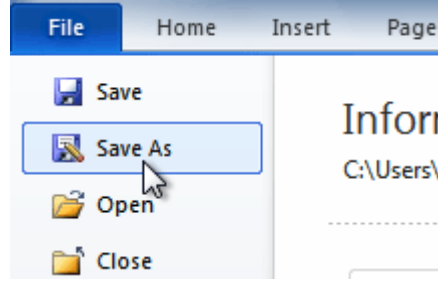 File Home Insert Page
Save
Save As
Open
Close
Infor
C:\Users\